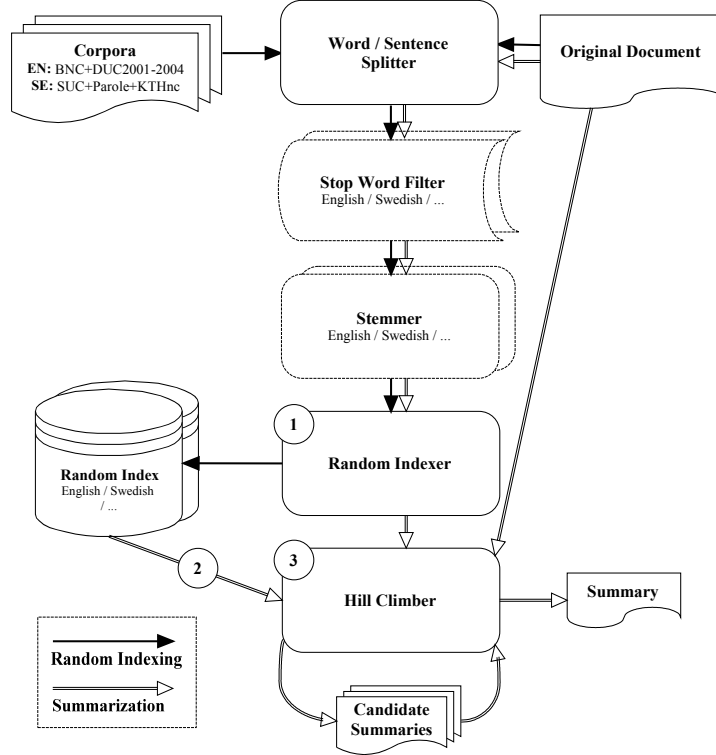 Corpora
EN: BNC+DUC2001-2004
SE: SUC+Parole+KTHnc
Word / Sentence
Splitter
Original Document
Stop Word Filter
English / Swedish / ...
Stemmer
English / Swedish / ...
1
Random Indexer
Random Index
English / Swedish
/ ...
2
3
Hill Climber
Summary
Random Indexing
Summarization
Candidate
Summaries